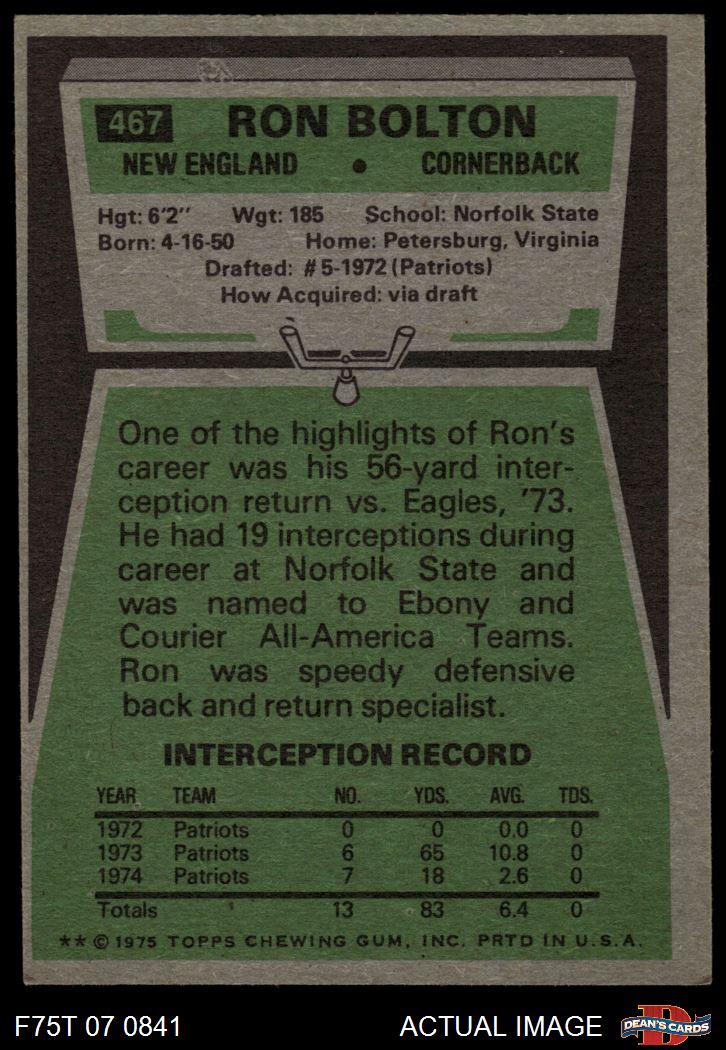 467 RON BOLTON
NEW ENGLAND • CORNERBACK
Hgt: 6'2" Wgt: 185 School: Norfolk State
Born: 4-16-50 Home: Petersburg, Virginia
Drafted: #5-1972 (Patriots)
How Acquired: via draft
One of the highlights of Ron's
career was his 56-yard inter-
ception return vs. Eagles, '73.
He had 19 interceptions during
career at Norfolk State and
was named to Ebony and
Courier All-America Teams.
Ron was speedy defensive
back and return specialist.
INTERCEPTION RECORD
YEAR TEAM NO. YDS. AVG. TDS.
1972 Patriots 0 0 0.0 0
1973 Patriots 6 65 10.8 0
1974 Patriots 7 18 2.6 0
Totals 13 83 6.4 0
** © 1975 TOPPS CHEWING GUM, INC. PRTD IN U.S.A.
F75T 07 0841 ACTUAL IMAGE D DEAN'S CARDS